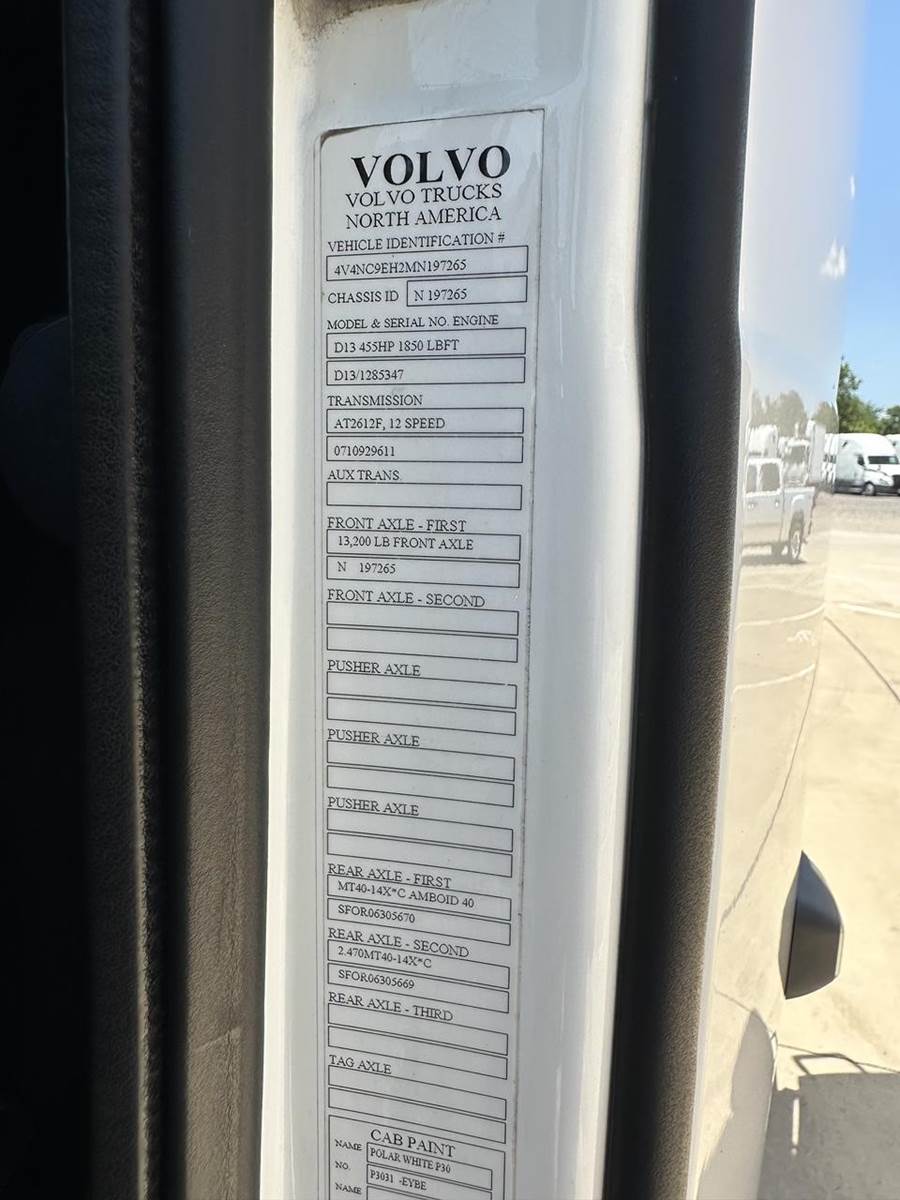 VOLVO
VOLVO TRUCKS
NORTH AMERICA
VEHICLE IDENTIFICATION #
4V4NC9EH2MN197265
CHASSIS ID N 197265
MODEL & SERIAL NO. ENGINE
D13 455HP 1850 LBFT
D13/1285347
TRANSMISSION
AT2612F, 12 SPEED
0710929611
AUX TRANS.
FRONT AXLE - FIRST
13,200 LB FRONT AXLE
N 197265
FRONT AXLE - SECOND
PUSHER AXLE
PUSHER AXLE
PUSHER AXLE
REAR AXLE - FIRST
MT40-14X*C AMBOID 40
SFOR06305670
REAR AXLE - SECOND
2.470MT40-14X*C
SFOR06305669
REAR AXLE - THIRD
TAG AXLE
CAB PAINT
NAME POLAR WHITE P30
NO. P3031 -EYBE
NAME